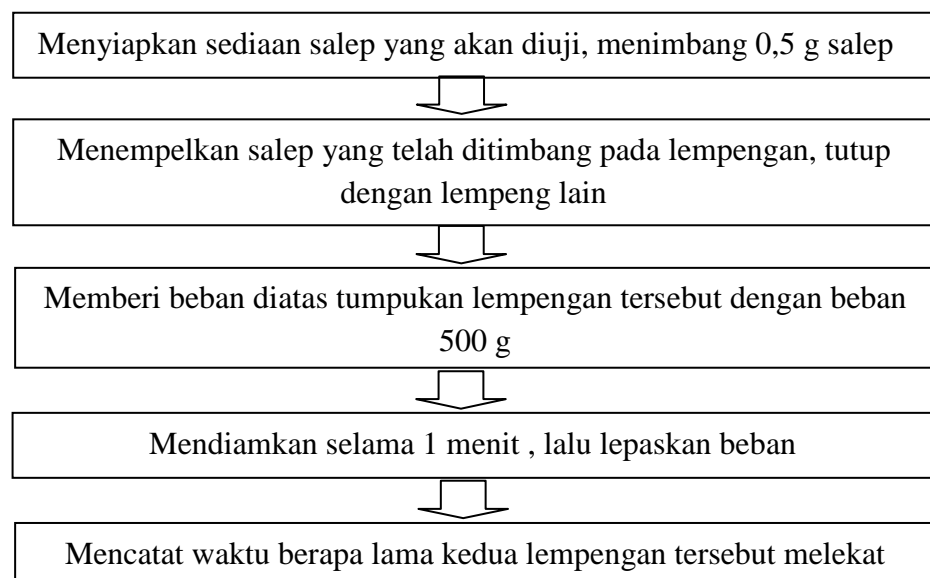 Menyiapkan sediaan salep yang akan diuji, menimbang 0,5 g salep
Menempelkan salep yang telah ditimbang pada lempengan, tutup
dengan lempeng lain
Memberi beban diatas tumpukan lempengan tersebut dengan beban
500 g
Mendiamkan selama 1 menit , lalu lepaskan beban
Mencatat waktu berapa lama kedua lempengan tersebut melekat